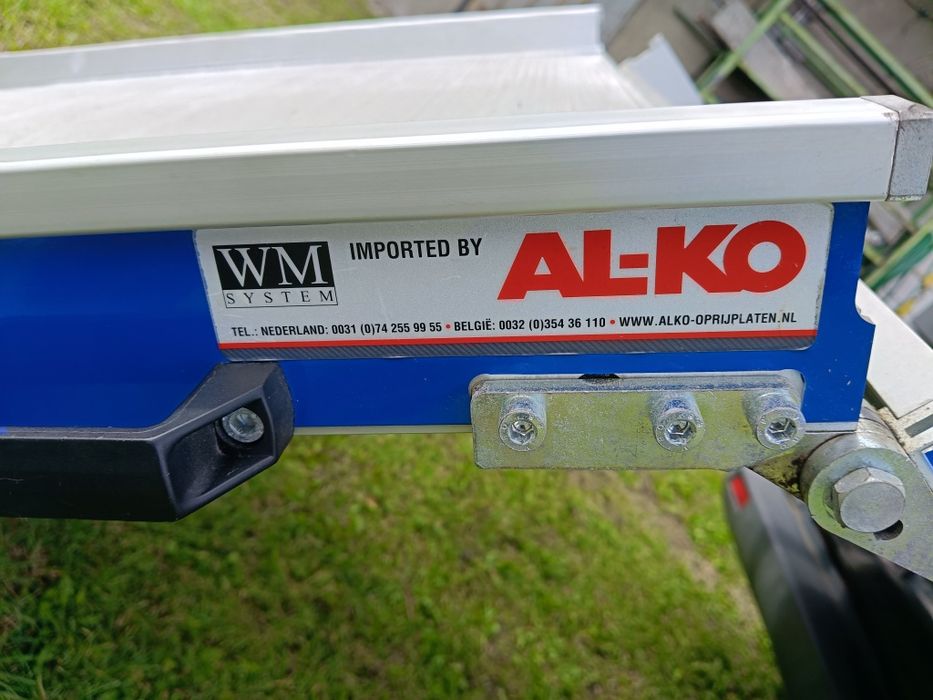 WM
SYSTEM
IMPORTED BY
AL-KO
TEL.: NEDERLAND: 0031 (0)74 255 99 55 • BELGIË: 0032 (0)354 36 110 • WWW.ALKO-OPRIJPLATEN.NL